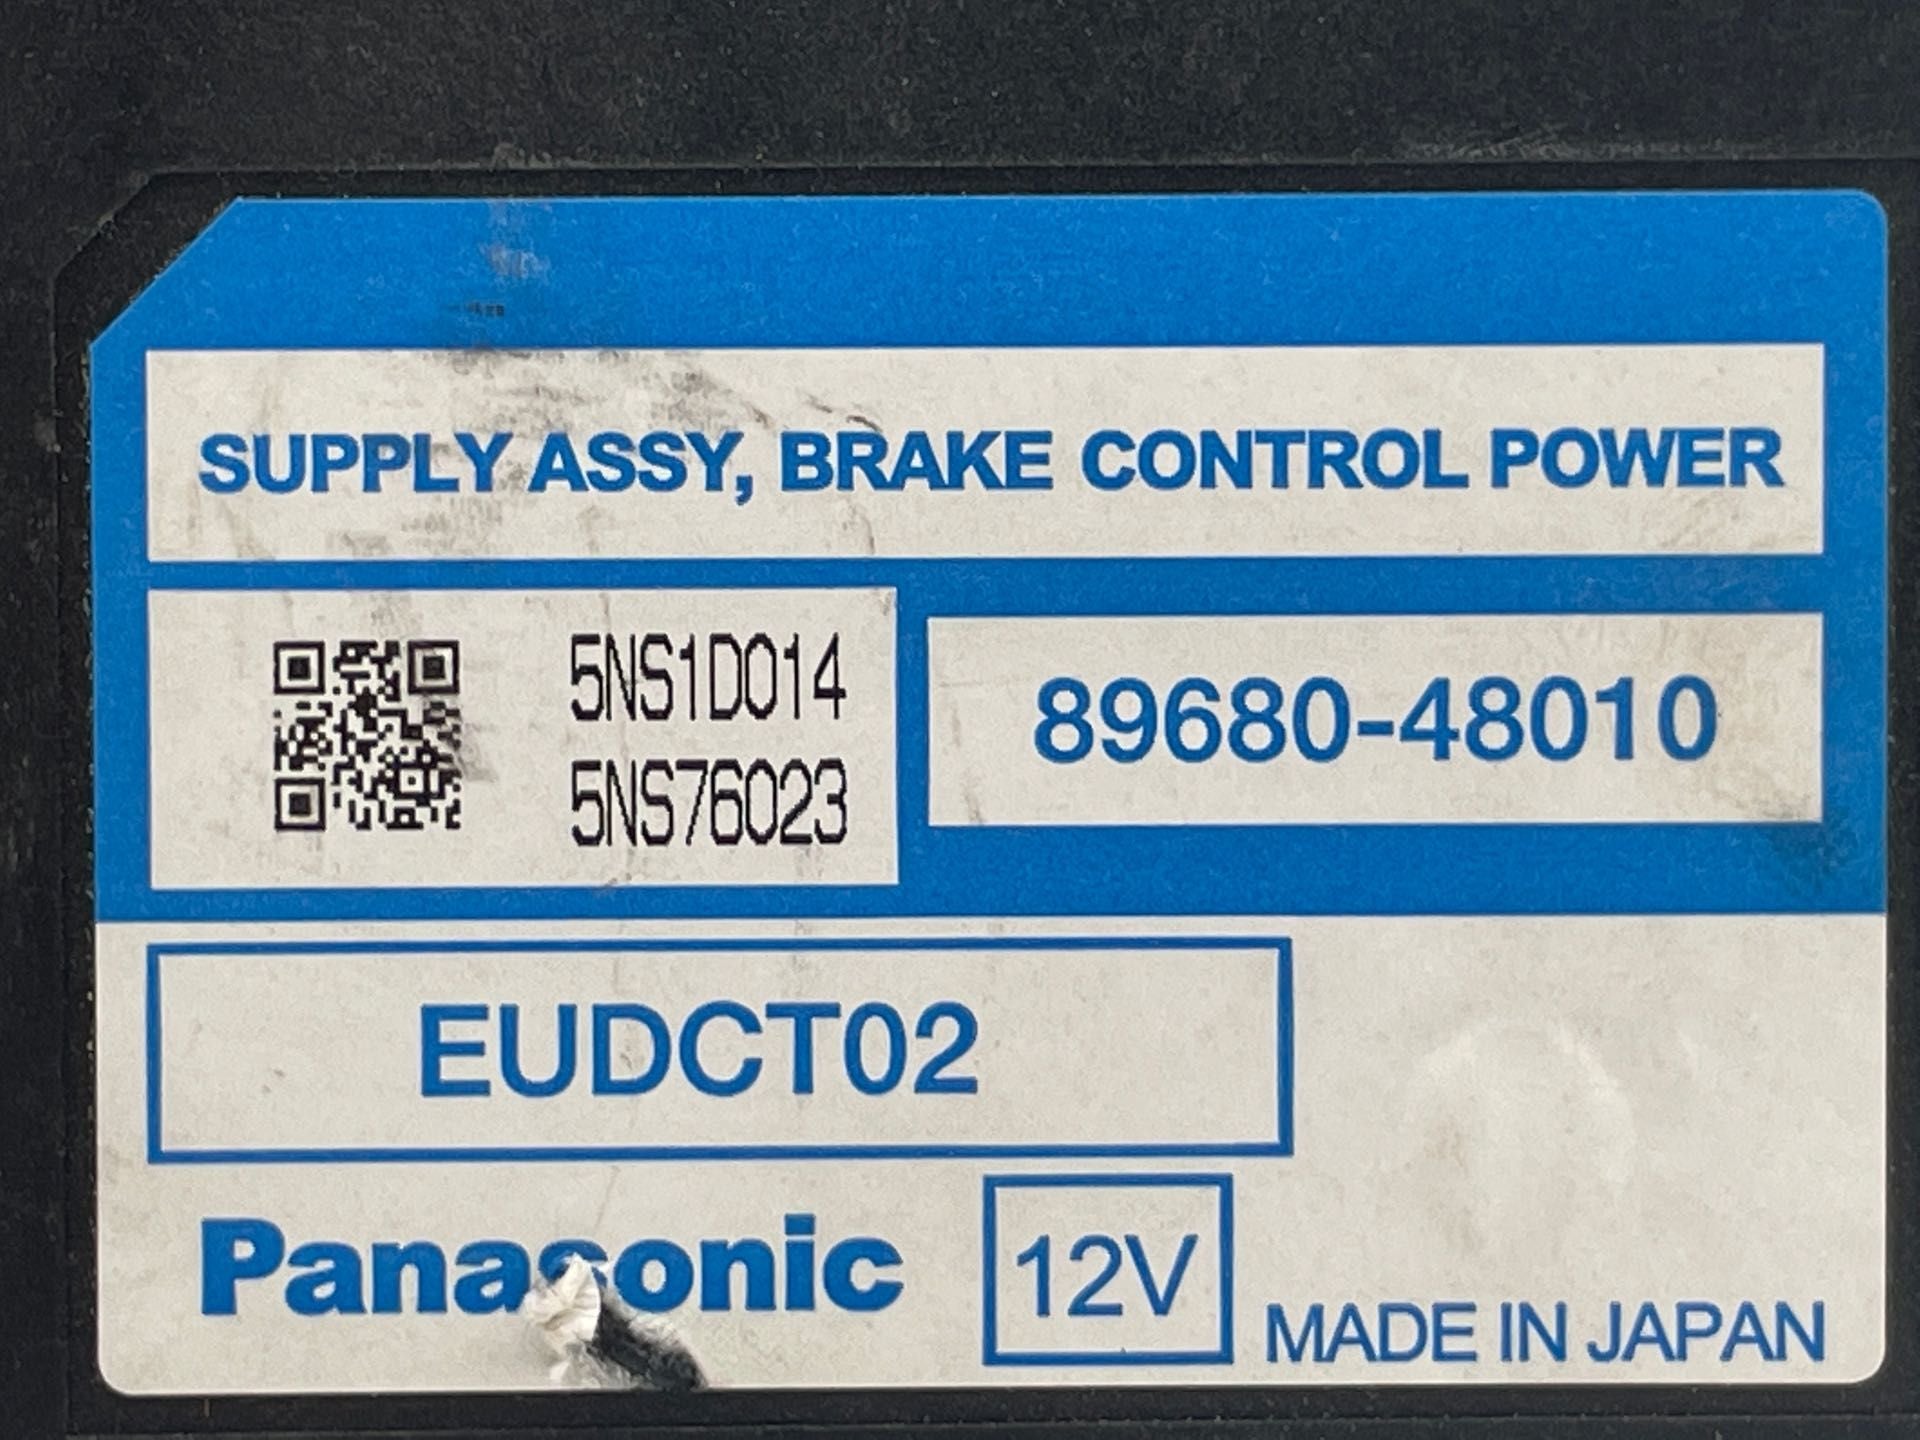 SUPPLY ASSY, BRAKE CONTROL POWER
5NS1D014
5NS76023
89680-48010
EUDCT02
Panasonic
12V
MADE IN JAPAN